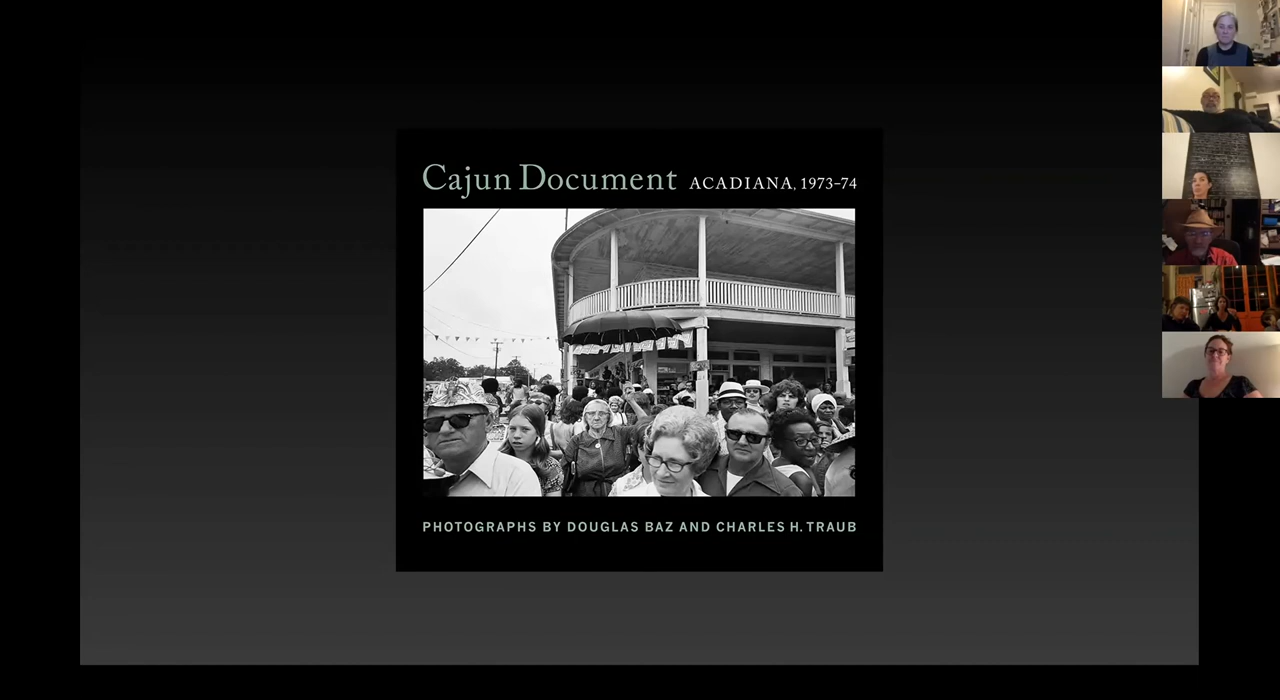 Cajun Document ACADIANA, 1973–74
PHOTOGRAPHS BY DOUGLAS BAZ AND CHARLES H. TRAUB